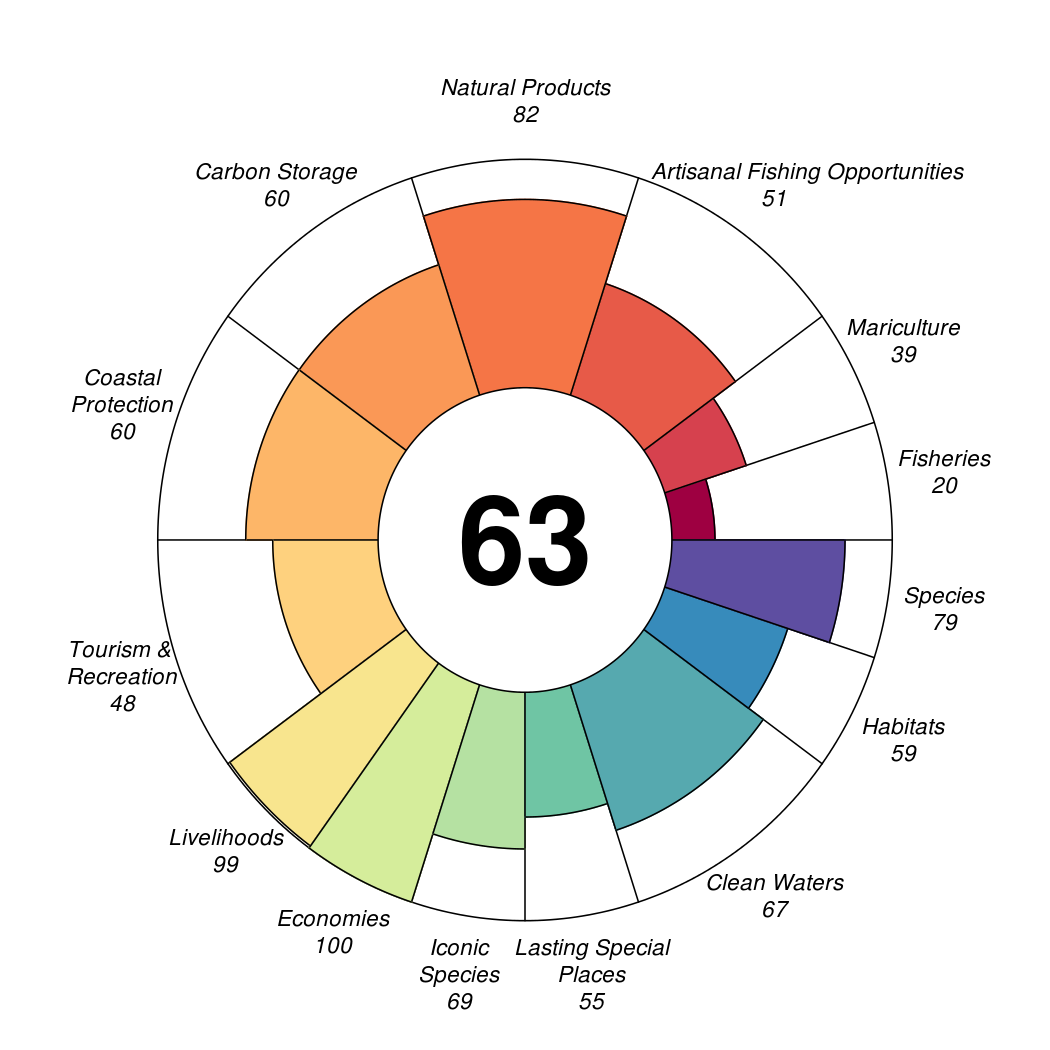 Natural Products
82
Artisanal Fishing Opportunities
51
Mariculture
39
Fisheries
20
Species
79
Habitats
59
Clean Waters
67
Lasting Special
Places
55
Iconic
Species
69
Economies
100
Livelihoods
99
Tourism &
Recreation
48
Coastal
Protection
60
Carbon Storage
60
63